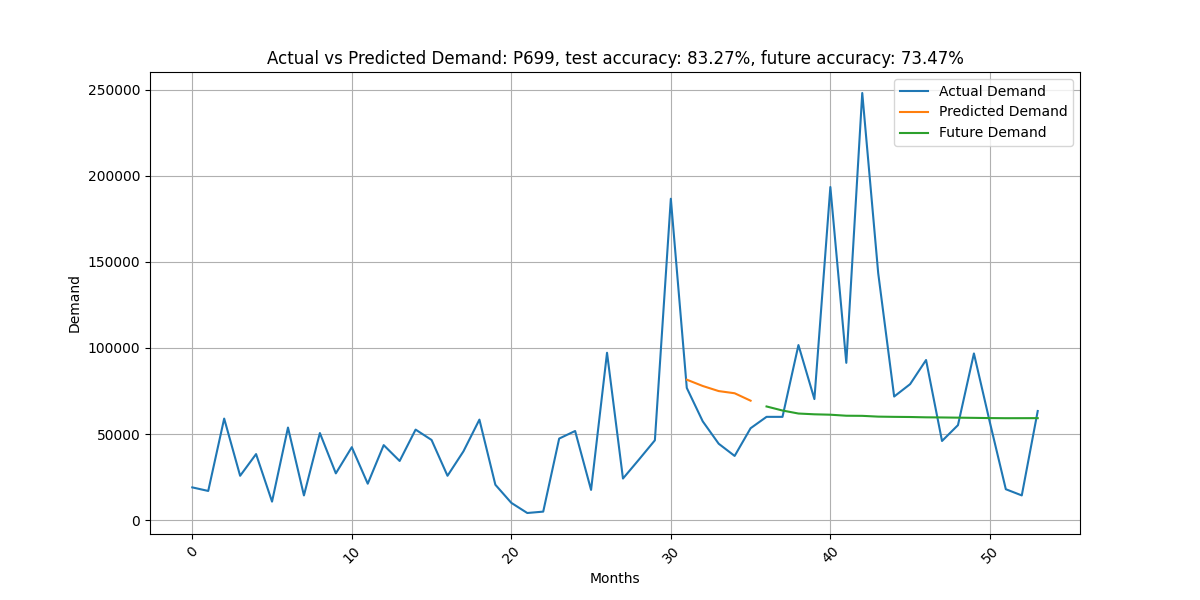 Actual vs Predicted Demand: P699, test accuracy: 83.27%, future accuracy: 73.47%
Actual Demand
Predicted Demand
Future Demand
250000
200000
150000
100000
50000
0
Demand
0
10
20
30
40
50
Months